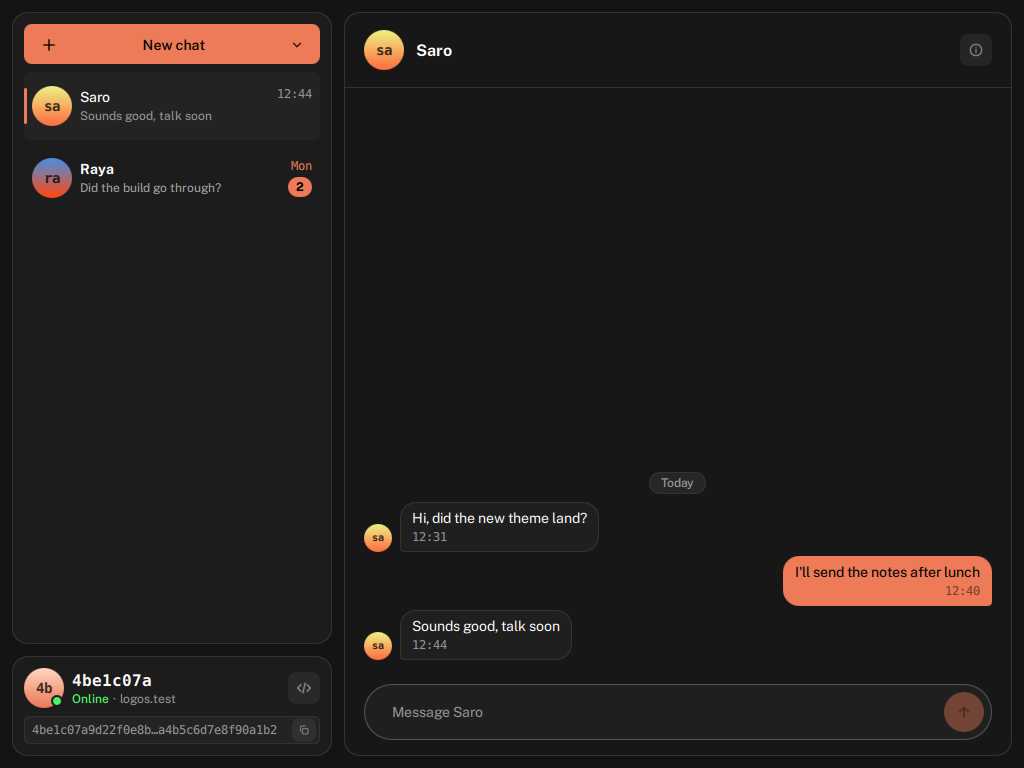 New chat
sa
Saro
12:44
Sounds good, talk soon
ra
Raya
Mon
Did the build go through?
2
4b
4be1c07a
Online · logos.test
4be1c07a9d22f0e8b…a4b5c6d7e8f90a1b2
sa
Saro
Today
Hi, did the new theme land?
sa
12:31
I'll send the notes after lunch
12:40
Sounds good, talk soon
sa
12:44
Message Saro